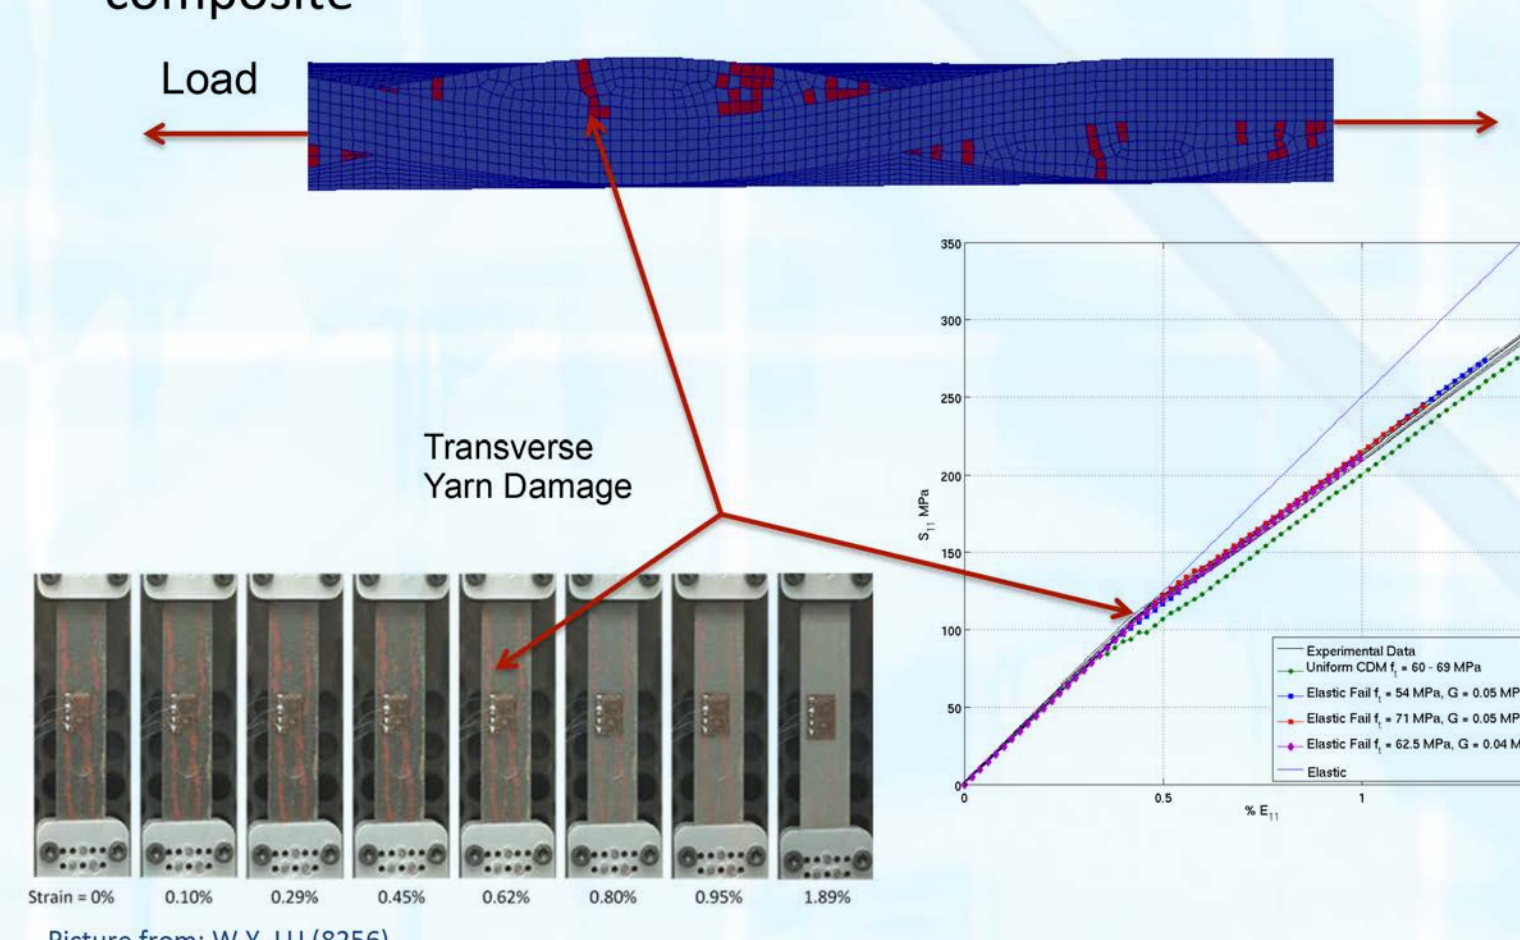 composite
Load
Transverse
Yarn Damage
350
300
250
200
150
100
50
0
S₁₁ MPa
0
0.5
1
% E₁₁
Experimental Data
Uniform CDM fₜ = 60 - 69 MPa
Elastic Fail fₜ = 54 MPa, G = 0.05 MP
Elastic Fail fₜ = 71 MPa, G = 0.05 MP
Elastic Fail fₜ = 62.5 MPa, G = 0.04 M
Elastic
Strain = 0% 0.10% 0.29% 0.45% 0.62% 0.80% 0.95% 1.89%
Picture from: W.Y. LU (8256)